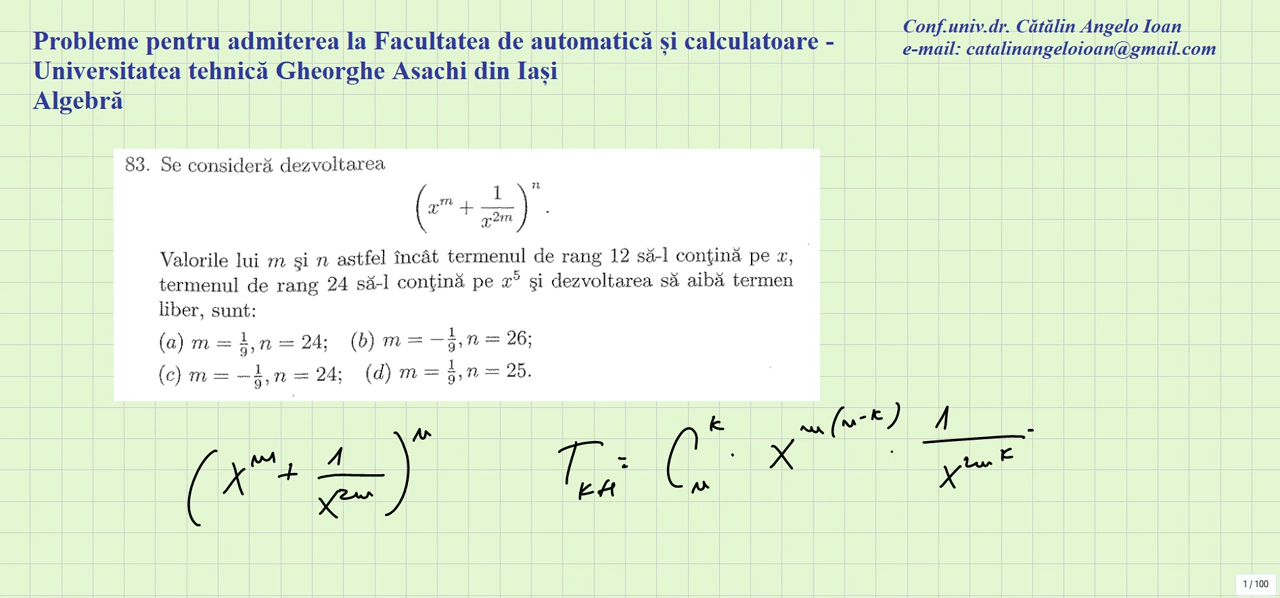 Probleme pentru admiterea la Facultatea de automatică și calculatoare -
Universitatea tehnică Gheorghe Asachi din Iași
Algebră
Conf.univ.dr. Cătălin Angelo Ioan
e-mail: catalinangeloioan@gmail.com
83. Se consideră dezvoltarea
(x^m + 1/x^{2m})^n.
Valorile lui m şi n astfel încât termenul de rang 12 să-l conţină pe x,
termenul de rang 24 să-l conţină pe x^5 şi dezvoltarea să aibă termen
liber, sunt:
(a) m = 1/9, n = 24; (b) m = −1/9, n = 26;
(c) m = −1/9, n = 24; (d) m = 1/9, n = 25.
(x^m + 1/x^{2m})^n T_{k+1} = C_n^k · x^{m(n-k)} · 1/x^{2mk} =
1 / 100